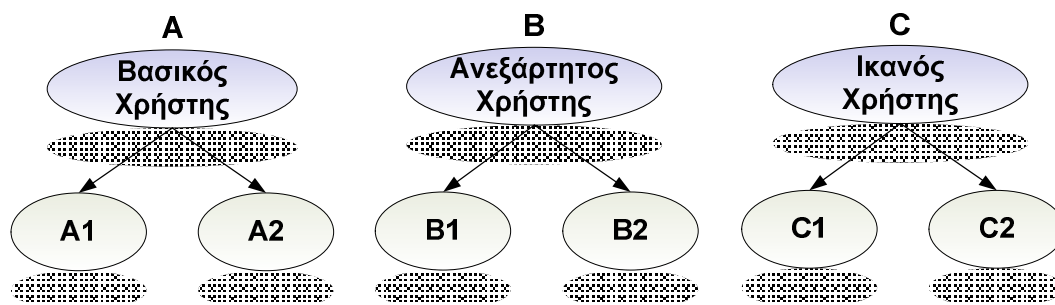 A
Βασικός
Χρήστης
A1
A2
B
Ανεξάρτητος
Χρήστης
B1
B2
C
Ικανός
Χρήστης
C1
C2